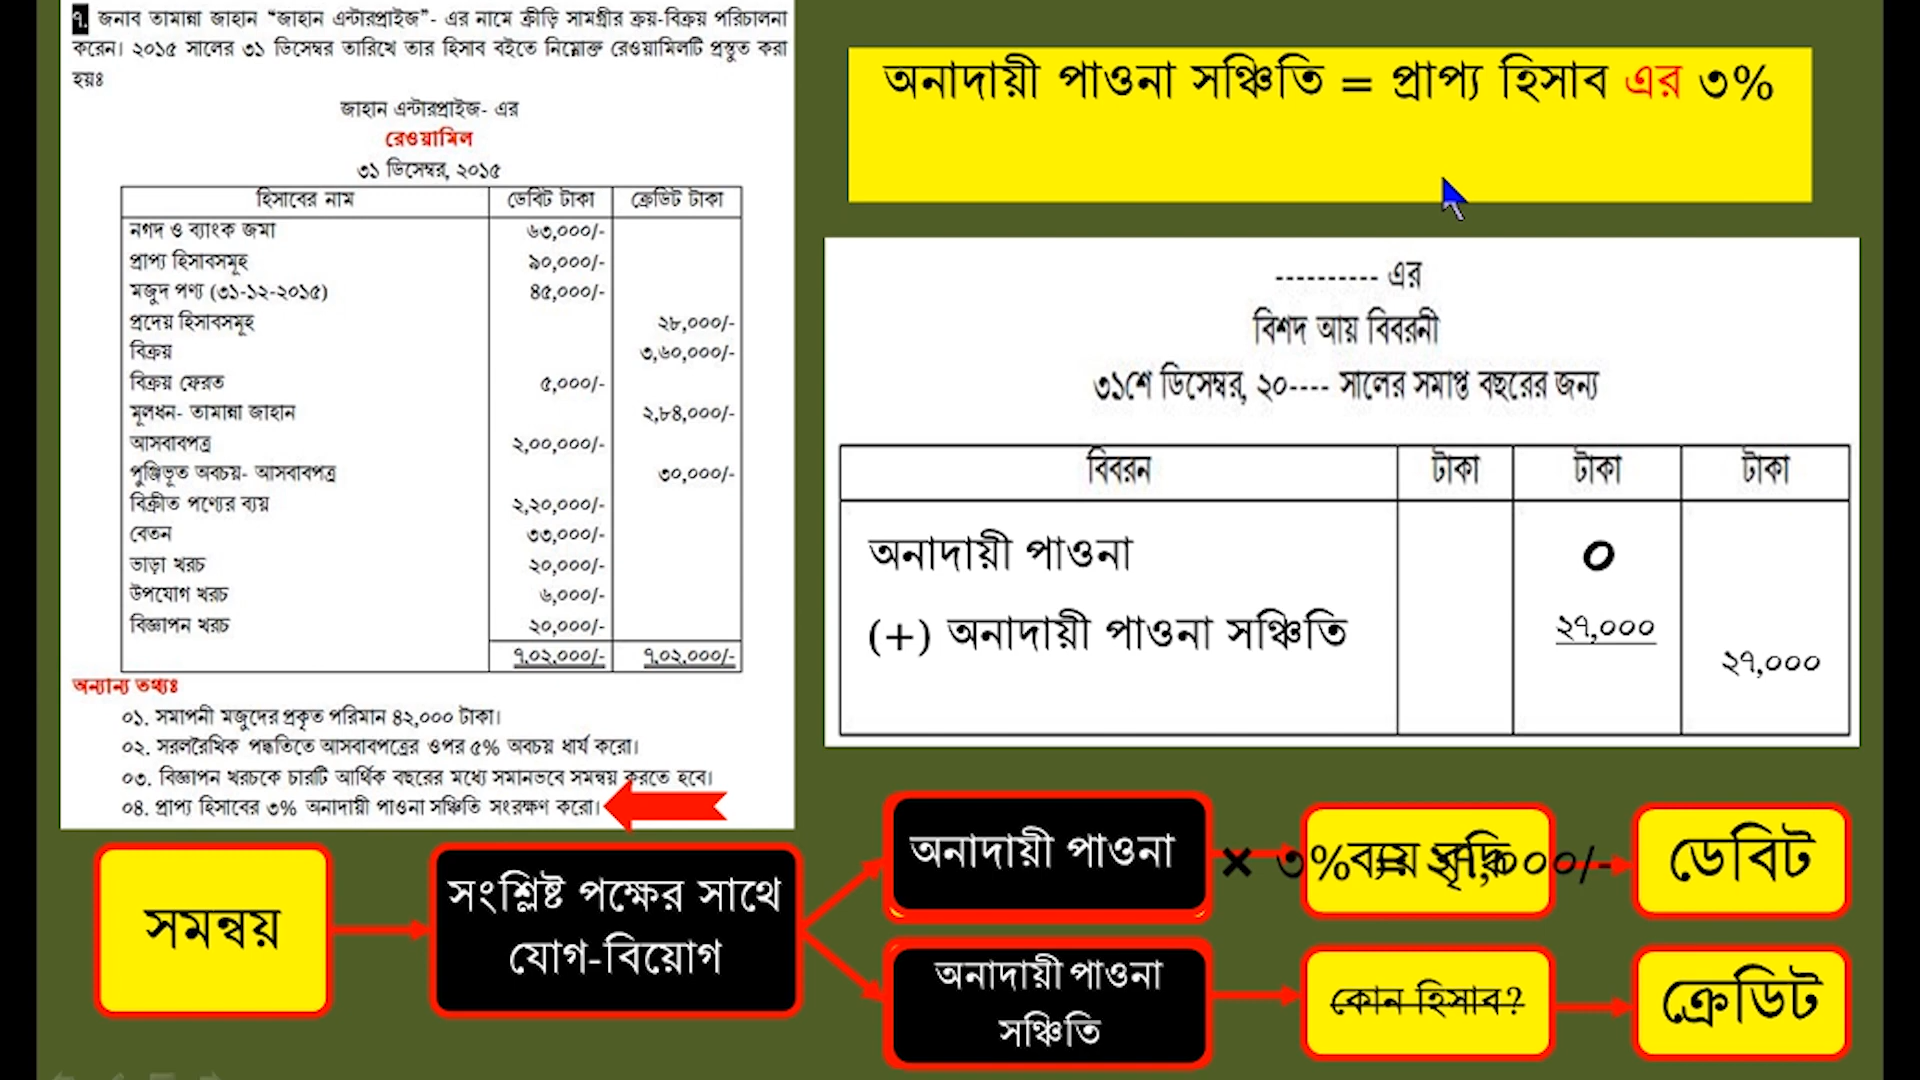 ৭. জনাব তামান্না জাহান “জাহান এন্টারপ্রাইজ”- এর নামে ক্রীড়ি সামগ্রীর ক্রয়-বিক্রয় পরিচালনা
করেন। ২০১৫ সালের ৩১ ডিসেম্বর তারিখে তার হিসাব বইতে নিম্নোক্ত রেওয়ামিলটি প্রস্তুত করা
হয়ঃ
জাহান এন্টারপ্রাইজ- এর
রেওয়ামিল
৩১ ডিসেম্বর, ২০১৫
হিসাবের নাম ডেবিট টাকা ক্রেডিট টাকা
নগদ ও ব্যাংক জমা ৬৩,০০০/-
প্রাপ্য হিসাবসমূহ ৯০,০০০/-
মজুদ পণ্য (৩১-১২-২০১৫) ৪৫,০০০/-
প্রদেয় হিসাবসমূহ ২৮,০০০/-
বিক্রয় ৩,৬০,০০০/-
বিক্রয় ফেরত ৫,০০০/-
মূলধন- তামান্না জাহান ২,৮৪,০০০/-
আসবাবপত্র ২,০০,০০০/-
পুঞ্জিভূত অবচয়- আসবাবপত্র ৩০,০০০/-
বিক্রীত পণ্যের ব্যয় ২,২০,০০০/-
বেতন ৩৩,০০০/-
ভাড়া খরচ ২০,০০০/-
উপযোগ খরচ ৬,০০০/-
বিজ্ঞাপন খরচ ২০,০০০/-
৭,০২,০০০/- ৭,০২,০০০/-
অন্যান্য তথ্যঃ
০১. সমাপনী মজুদের প্রকৃত পরিমান ৪২,০০০ টাকা।
০২. সরলরৈখিক পদ্ধতিতে আসবাবপত্রের ওপর ৫% অবচয় ধার্য করো।
০৩. বিজ্ঞাপন খরচকে চারটি আর্থিক বছরের মধ্যে সমানভবে সমন্বয় করতে হবে।
০৪. প্রাপ্য হিসাবের ৩% অনাদায়ী পাওনা সঞ্চিতি সংরক্ষণ করো।
অনাদায়ী পাওনা সঞ্চিতি = প্রাপ্য হিসাব এর ৩%
---------- এর
বিশদ আয় বিবরনী
৩১শে ডিসেম্বর, ২০---- সালের সমাপ্ত বছরের জন্য
বিবরন টাকা টাকা টাকা
অনাদায়ী পাওনা ০
(+) অনাদায়ী পাওনা সঞ্চিতি ২৭,০০০
২৭,০০০
সমন্বয়
সংশ্লিষ্ট পক্ষের সাথে
যোগ-বিয়োগ
অনাদায়ী পাওনা
× ৩% = ২৭,০০০/-
ব্যয় বৃদ্ধি
ডেবিট
অনাদায়ী পাওনা
সঞ্চিতি
কোন হিসাব?
ক্রেডিট